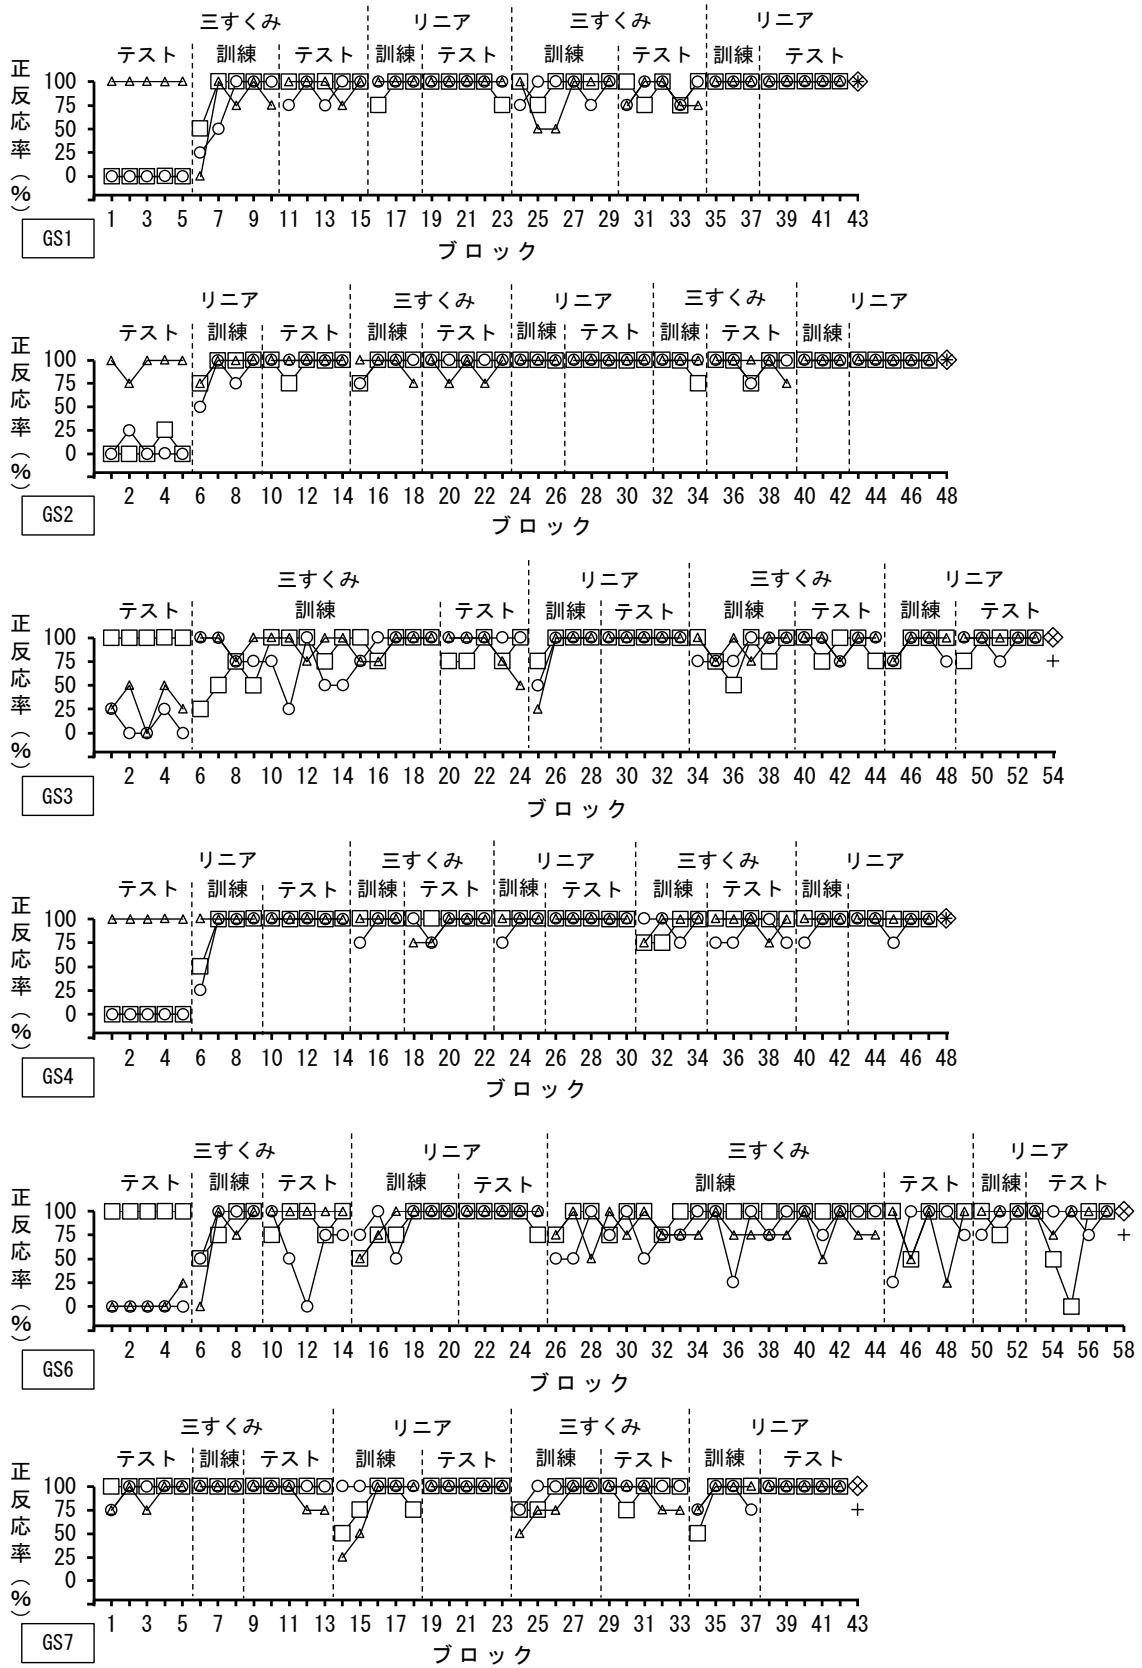 三すくみ リニア 三すくみ リニア
テスト 訓練 テスト 訓練 テスト 訓練 テスト 訓練 テスト
正反応率(%)
100
75
50
25
0
1 3 5 7 9 11 13 15 17 19 21 23 25 27 29 31 33 35 37 39 41 43
GS1
ブロック
リニア 三すくみ リニア 三すくみ リニア
テスト 訓練 テスト 訓練 テスト 訓練 テスト 訓練 テスト 訓練
正反応率(%)
100
75
50
25
0
2 4 6 8 10 12 14 16 18 20 22 24 26 28 30 32 34 36 38 40 42 44 46 48
GS2
ブロック
三すくみ リニア 三すくみ リニア
テスト 訓練 テスト 訓練 テスト 訓練 テスト 訓練 テスト
正反応率(%)
100
75
50
25
0
2 4 6 8 10 12 14 16 18 20 22 24 26 28 30 32 34 36 38 40 42 44 46 48 50 52 54
GS3
ブロック
リニア 三すくみ リニア 三すくみ リニア
テスト 訓練 テスト 訓練 テスト 訓練 テスト 訓練 テスト 訓練
正反応率(%)
100
75
50
25
0
2 4 6 8 10 12 14 16 18 20 22 24 26 28 30 32 34 36 38 40 42 44 46 48
GS4
ブロック
三すくみ リニア 三すくみ リニア
テスト 訓練 テスト 訓練 テスト 訓練 テスト 訓練 テスト
正反応率(%)
100
75
50
25
0
2 4 6 8 10 12 14 16 18 20 22 24 26 28 30 32 34 36 38 40 42 44 46 48 50 52 54 56 58
GS6
ブロック
三すくみ リニア 三すくみ リニア
テスト 訓練 テスト 訓練 テスト 訓練 テスト 訓練 テスト
正反応率(%)
100
75
50
25
0
1 3 5 7 9 11 13 15 17 19 21 23 25 27 29 31 33 35 37 39 41 43
GS7
ブロック